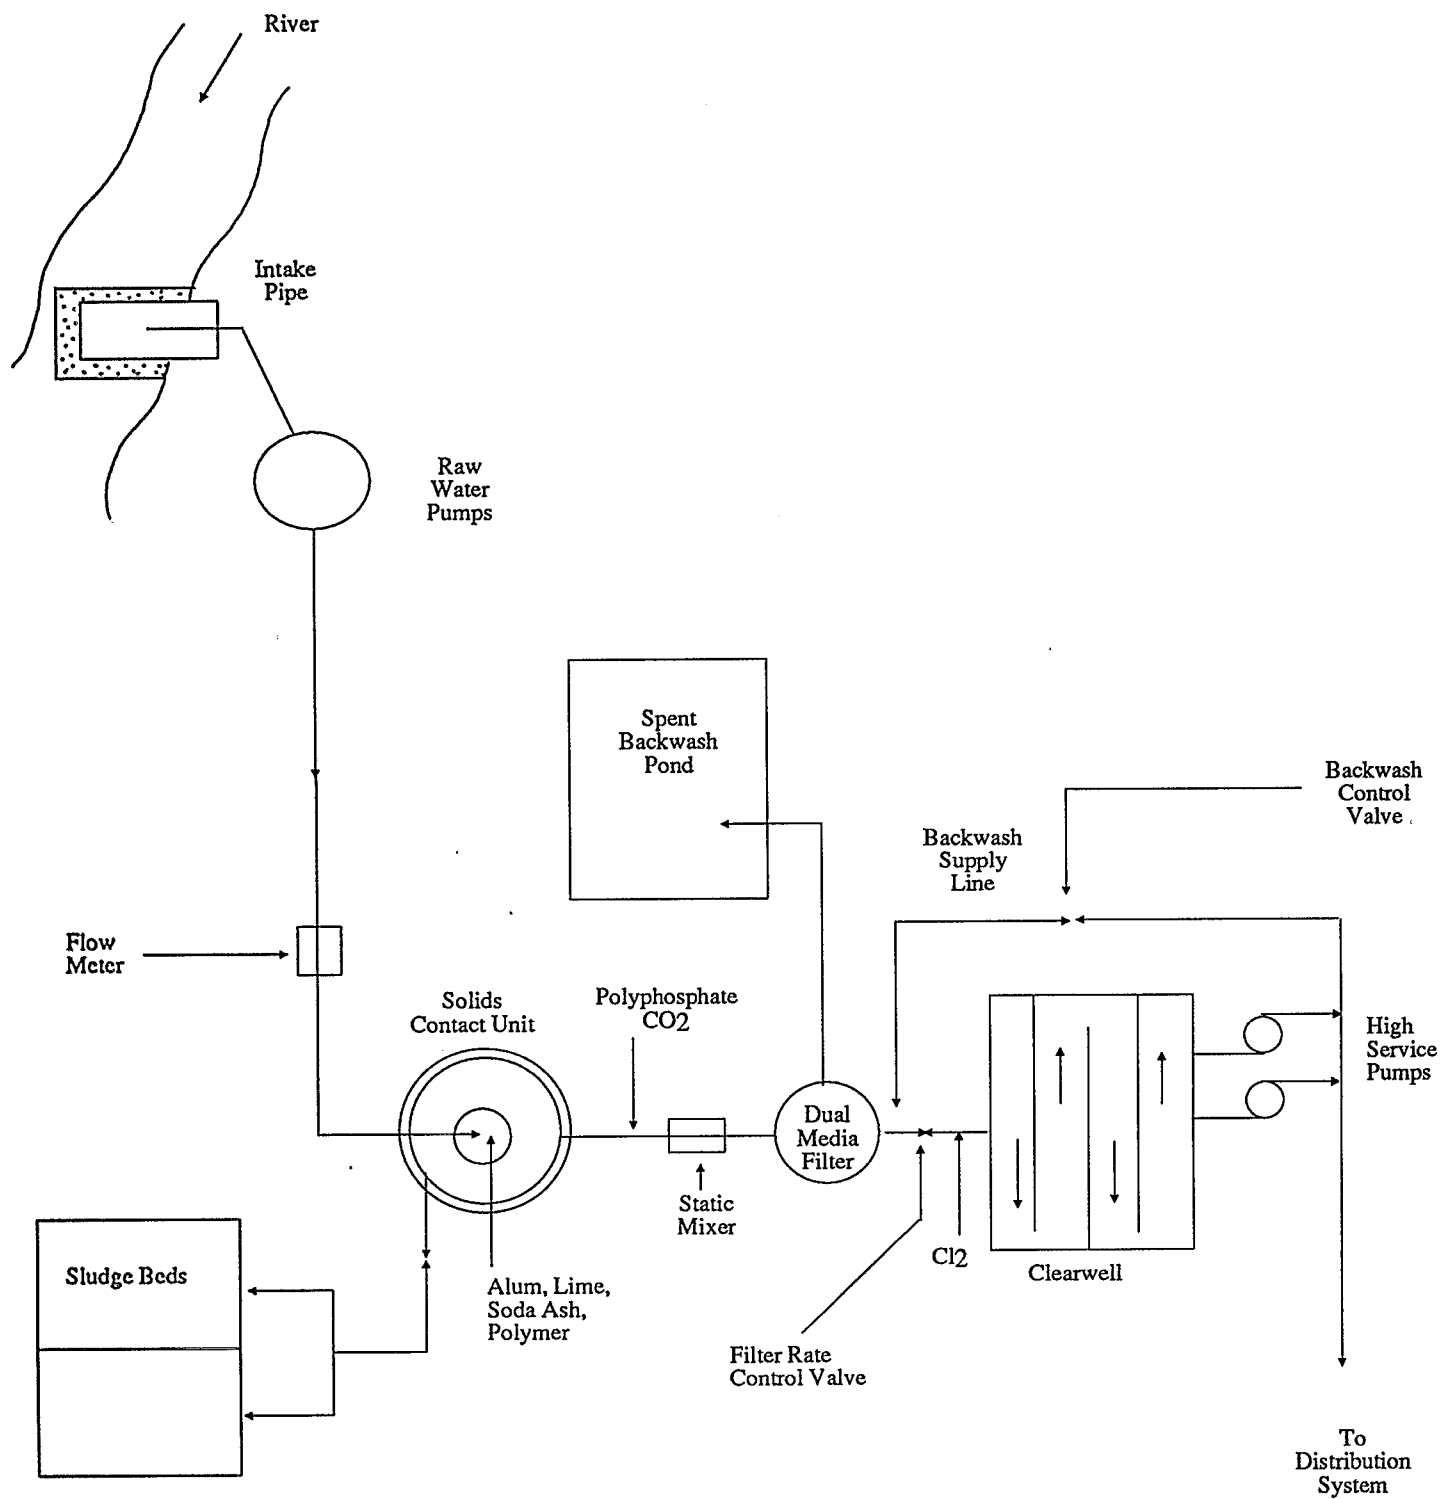 River
Intake
Pipe
Raw
Water
Pumps
Spent
Backwash
Pond
Backwash
Control
Valve
Backwash
Supply
Line
Flow
Meter
Solids
Contact Unit
Polyphosphate
CO2
High
Service
Pumps
Dual
Media
Filter
Static
Mixer
Cl2
Clearwell
Sludge Beds
Alum, Lime,
Soda Ash,
Polymer
Filter Rate
Control Valve
To
Distribution
System